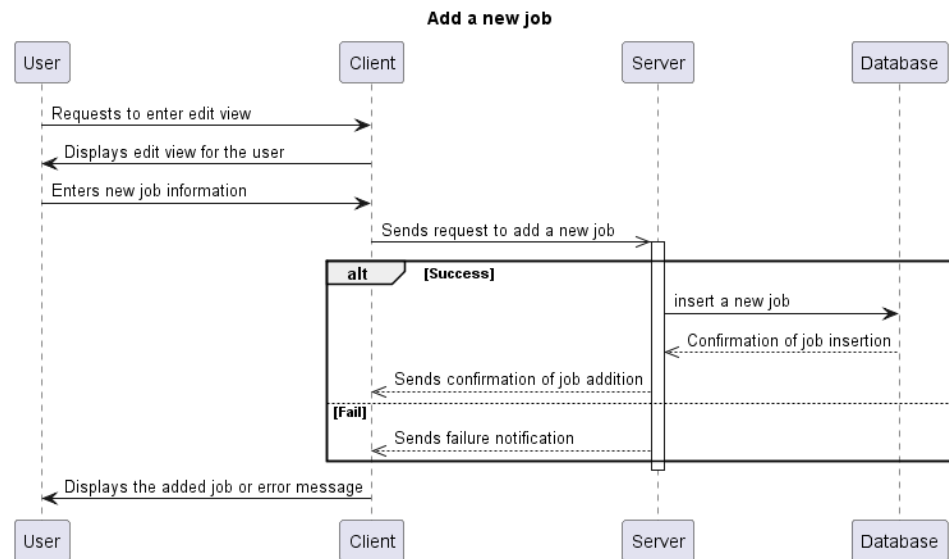 Add a new job
User Client Server Database
Requests to enter edit view
Displays edit view for the user
Enters new job information
Sends request to add a new job
alt [Success]
insert a new job
Confirmation of job insertion
Sends confirmation of job addition
[Fail]
Sends failure notification
Displays the added job or error message
User Client Server Database